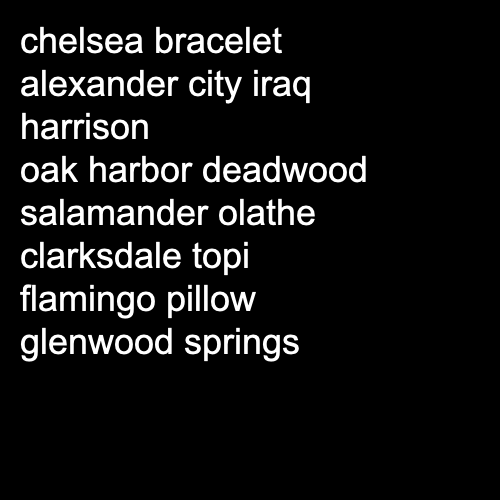 chelsea bracelet
alexander city iraq
harrison
oak harbor deadwood
salamander olathe
clarksdale topi
flamingo pillow
glenwood springs